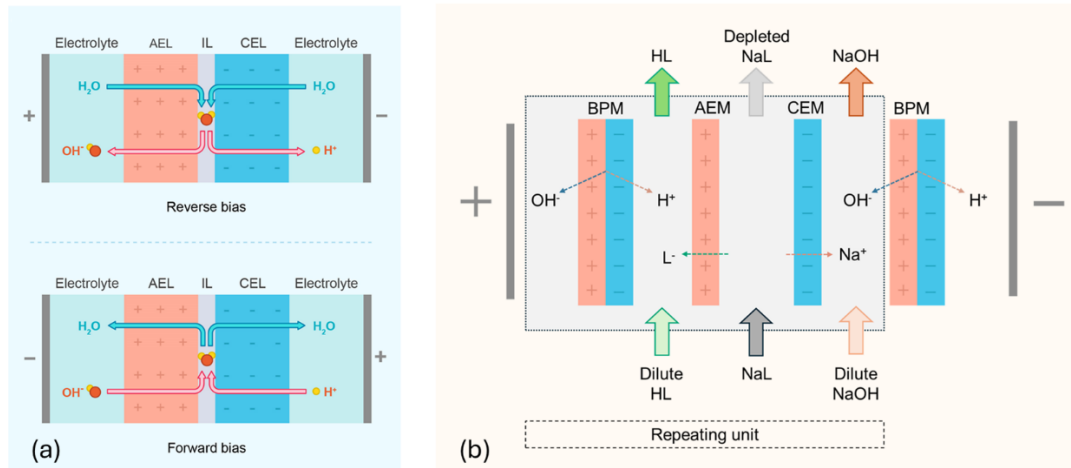 Electrolyte AEL IL CEL Electrolyte
H₂O H₂O
+ −
OH⁻ H⁺
Reverse bias
Electrolyte AEL IL CEL Electrolyte
H₂O H₂O
− +
OH⁻ H⁺
(a) Forward bias
HL Depleted NaL NaOH
BPM AEM CEM BPM
OH⁻ H⁺ OH⁻ H⁺
+ −
L⁻ Na⁺
Dilute HL NaL Dilute NaOH
(b) Repeating unit